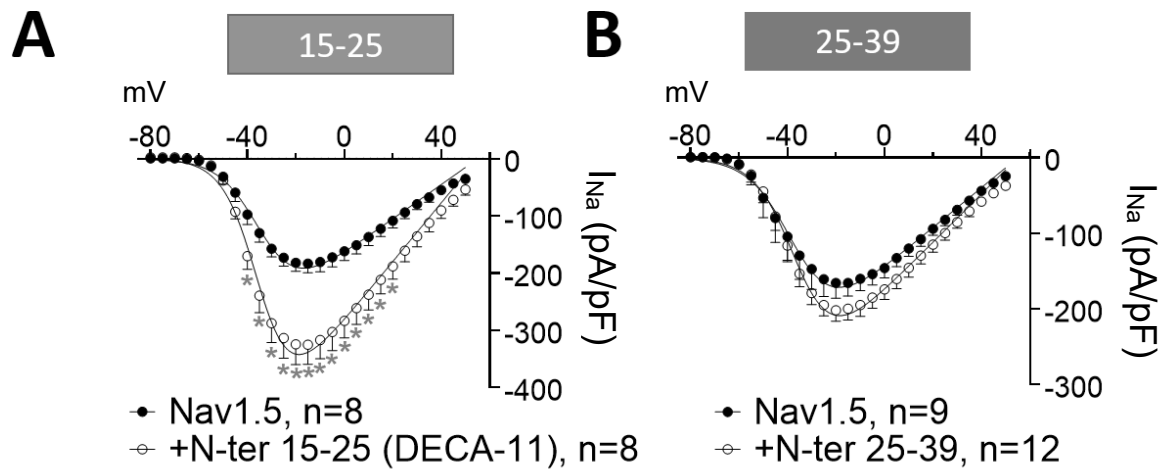 A
15-25
mV
-80 -40 0 40
0
-100
-200
-300
-400
I_Na (pA/pF)
* * * * * * * * * * * * *
Nav1.5, n=8
+N-ter 15-25 (DECA-11), n=8
B
25-39
mV
-80 -40 0 40
0
-100
-200
-300
I_Na (pA/pF)
Nav1.5, n=9
+N-ter 25-39, n=12